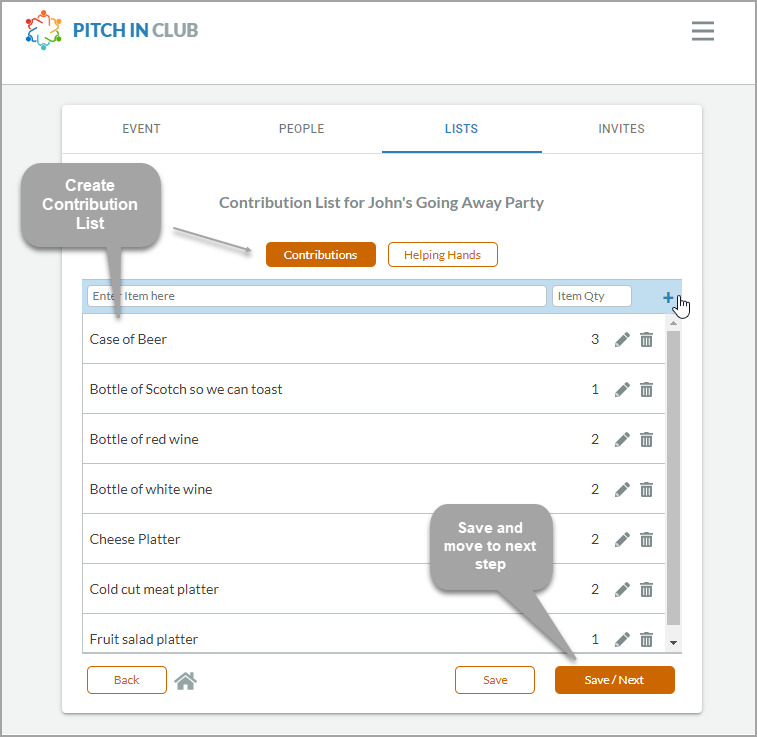 PITCH IN CLUB
EVENT PEOPLE LISTS INVITES
Create
Contribution
List
Contribution List for John's Going Away Party
Contributions Helping Hands
Enter Item here Item Qty +
Case of Beer 3
Bottle of Scotch so we can toast 1
Bottle of red wine 2
Bottle of white wine 2
Save and
move to next
step
Cheese Platter 2
Cold cut meat platter 2
Fruit salad platter 1
Back Save Save / Next